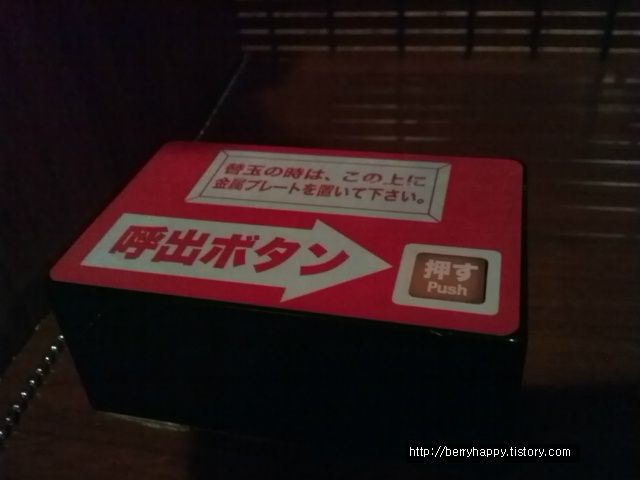 替玉の時は、この上に
金属プレートを置いて下さい。
呼出ボタン
押す
Push
http://berryhappy.tistory.com